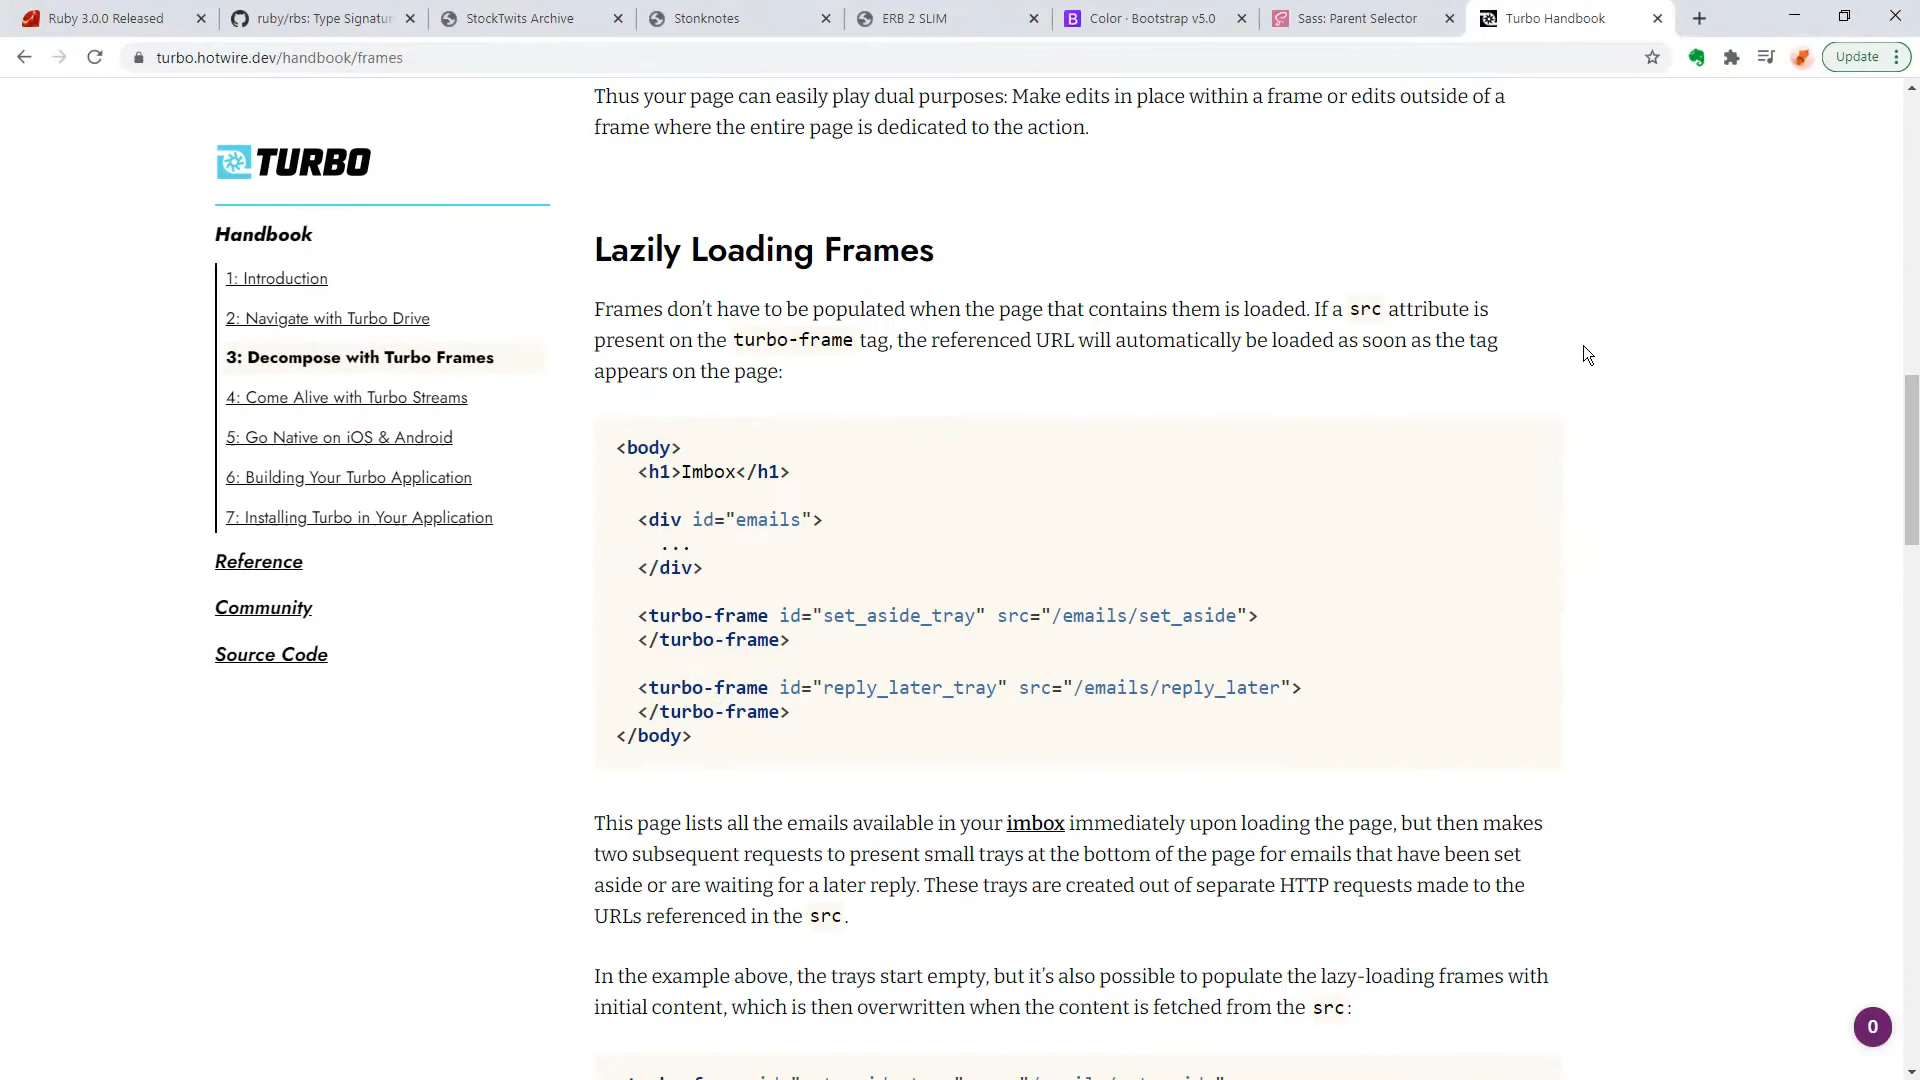 Ruby 3.0.0 Released
ruby/rbs: Type Signatur
StockTwits Archive
Stonknotes
ERB 2 SLIM
Color · Bootstrap v5.0
Sass: Parent Selector
Turbo Handbook
turbo.hotwire.dev/handbook/frames
Update
TURBO
Handbook
1: Introduction
2: Navigate with Turbo Drive
3: Decompose with Turbo Frames
4: Come Alive with Turbo Streams
5: Go Native on iOS & Android
6: Building Your Turbo Application
7: Installing Turbo in Your Application
Reference
Community
Source Code
Thus your page can easily play dual purposes: Make edits in place within a frame or edits outside of a
frame where the entire page is dedicated to the action.
Lazily Loading Frames
Frames don’t have to be populated when the page that contains them is loaded. If a src attribute is
present on the turbo-frame tag, the referenced URL will automatically be loaded as soon as the tag
appears on the page:
<body>
<h1>Imbox</h1>
<div id="emails">
...
</div>
<turbo-frame id="set_aside_tray" src="/emails/set_aside">
</turbo-frame>
<turbo-frame id="reply_later_tray" src="/emails/reply_later">
</turbo-frame>
</body>
This page lists all the emails available in your imbox immediately upon loading the page, but then makes
two subsequent requests to present small trays at the bottom of the page for emails that have been set
aside or are waiting for a later reply. These trays are created out of separate HTTP requests made to the
URLs referenced in the src.
In the example above, the trays start empty, but it’s also possible to populate the lazy-loading frames with
initial content, which is then overwritten when the content is fetched from the src:
0